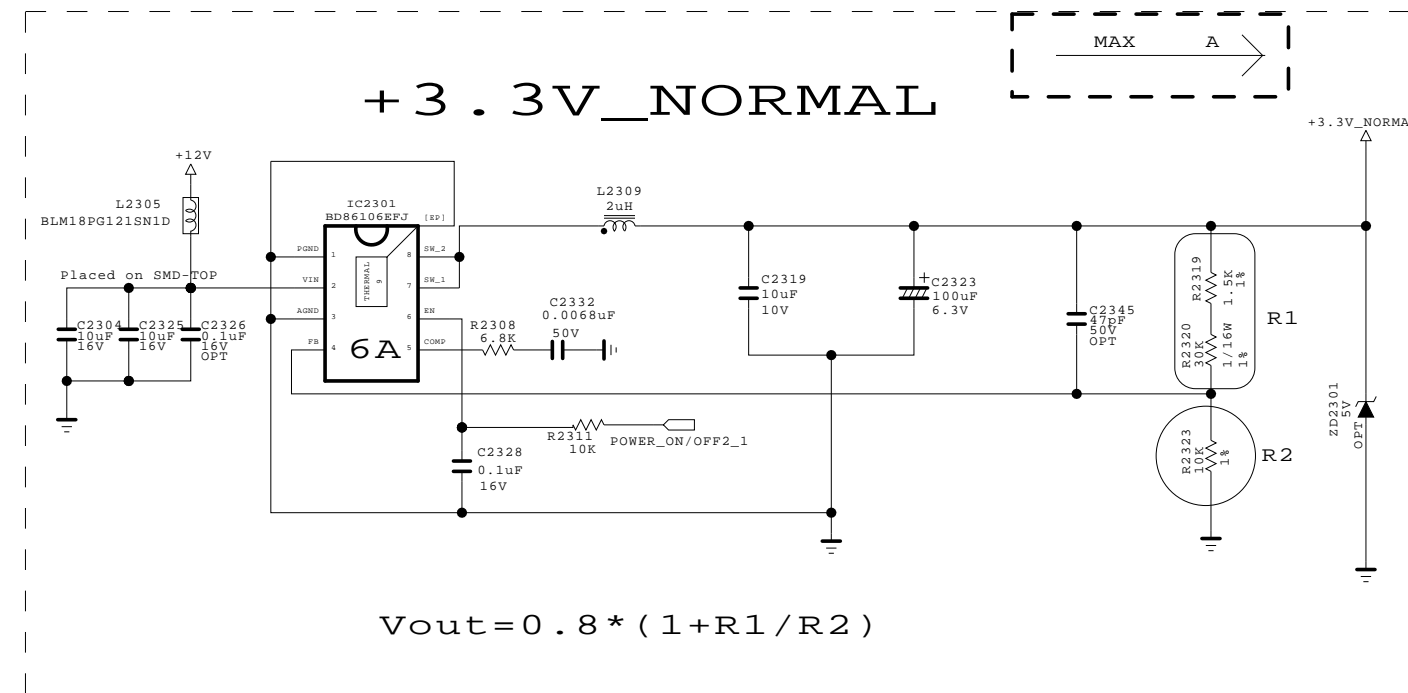 MAX A
+3.3V_NORMAL
+3.3V_NORMA
+12V
L2305
BLM18PG121SN1D
Placed on SMD-TOP
C2304
10uF
16V
C2325
10uF
16V
C2326
0.1uF
16V
OPT
IC2301
BD86106EFJ
[EP]
PGND
1
VIN
2
AGND
3
FB
4
THERMAL
9
6A
8
SW_2
7
SW_1
6
EN
5
COMP
R2308
6.8K
C2332
0.0068uF
50V
L2309
2uH
C2319
10uF
10V
C2323
100uF
6.3V
C2345
47pF
50V
OPT
R2319
1.5K
1%
R2320
30K
1/16W
1%
R1
R2323
10K
1%
R2
ZD2301
5V
OPT
R2311
10K
POWER_ON/OFF2_1
C2328
0.1uF
16V
Vout=0.8*(1+R1/R2)